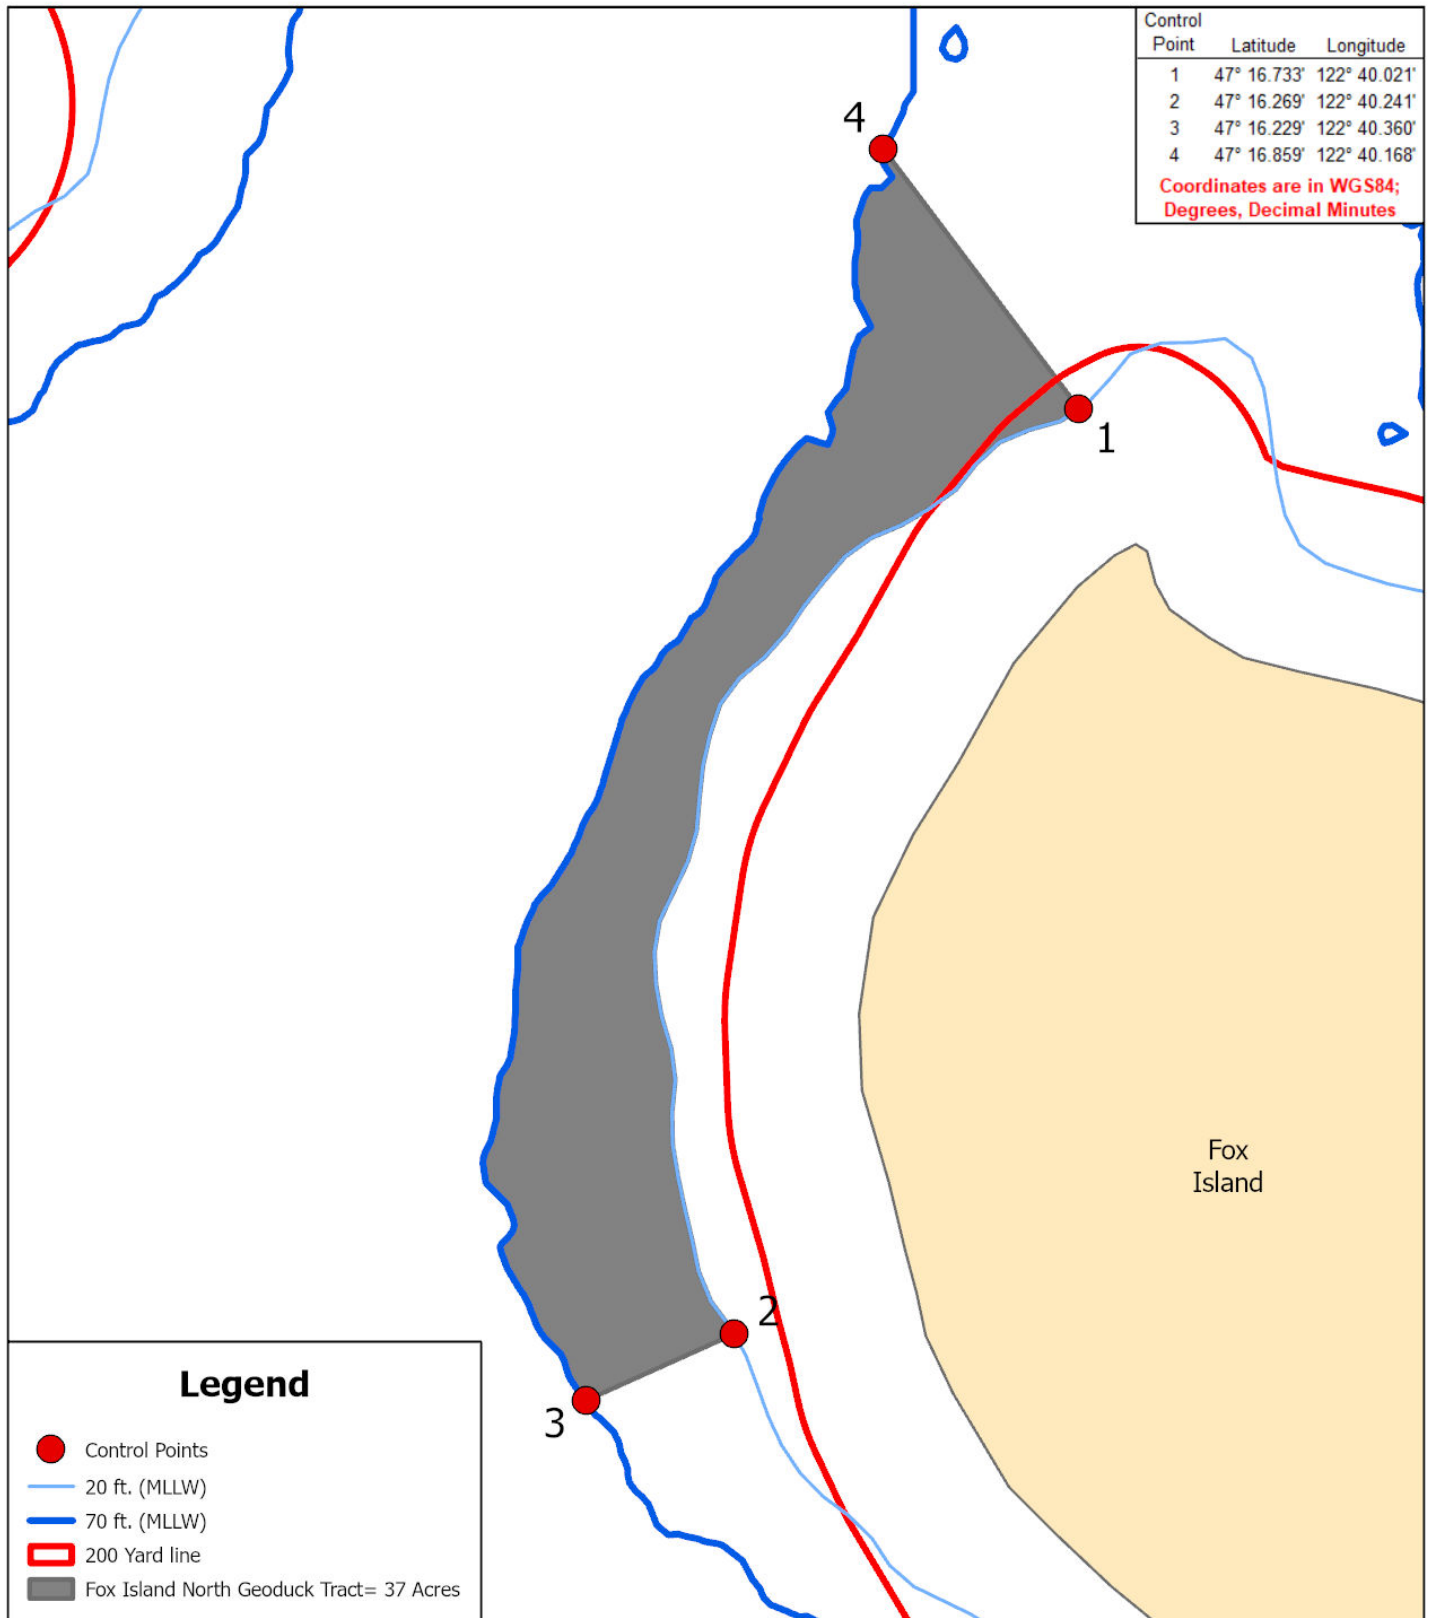 Control
Point Latitude Longitude
1 47° 16.733' 122° 40.021'
2 47° 16.269' 122° 40.241'
3 47° 16.229' 122° 40.360'
4 47° 16.859' 122° 40.168'
Coordinates are in WGS84;
Degrees, Decimal Minutes
4
1
Fox
Island
2
3
Legend
Control Points
20 ft. (MLLW)
70 ft. (MLLW)
200 Yard line
Fox Island North Geoduck Tract= 37 Acres